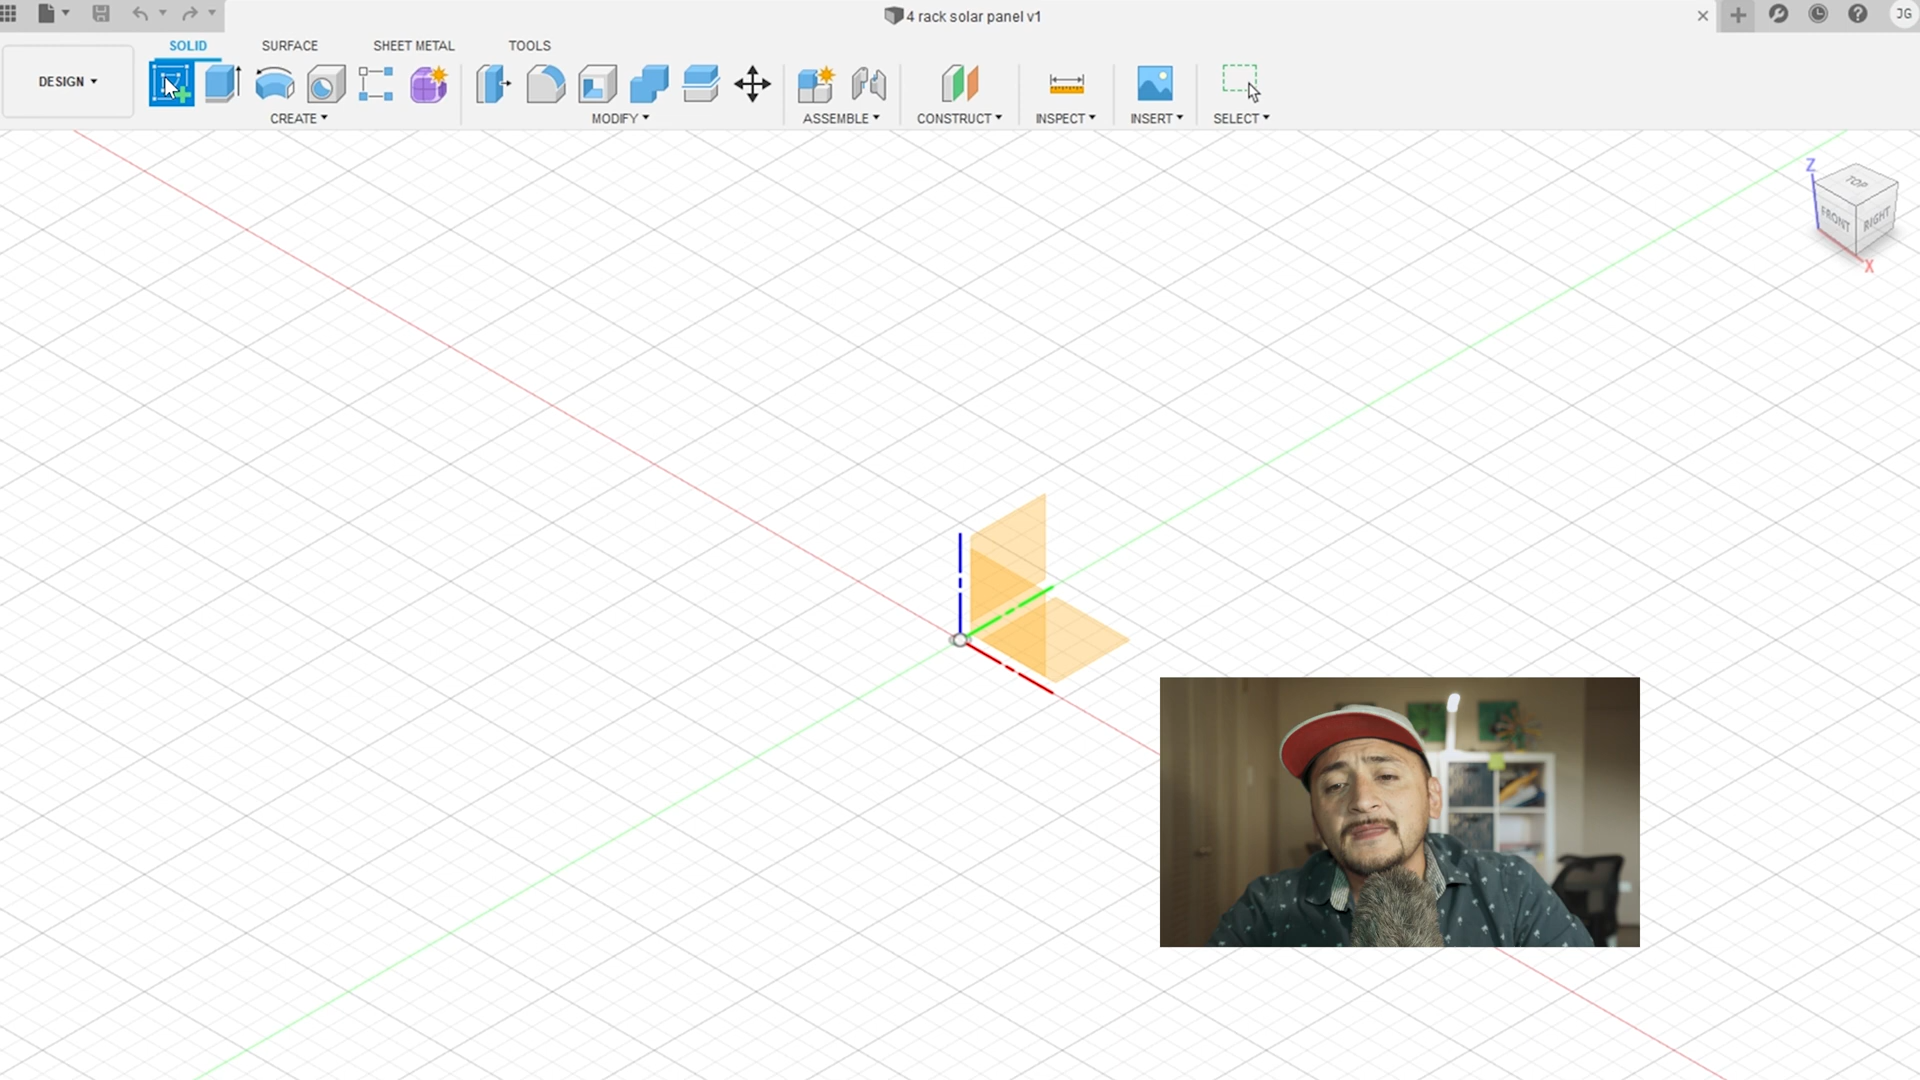 4 rack solar panel v1
JG
SOLID SURFACE SHEET METAL TOOLS
DESIGN
CREATE MODIFY ASSEMBLE CONSTRUCT INSPECT INSERT SELECT
Z
TOP
FRONT RIGHT
X